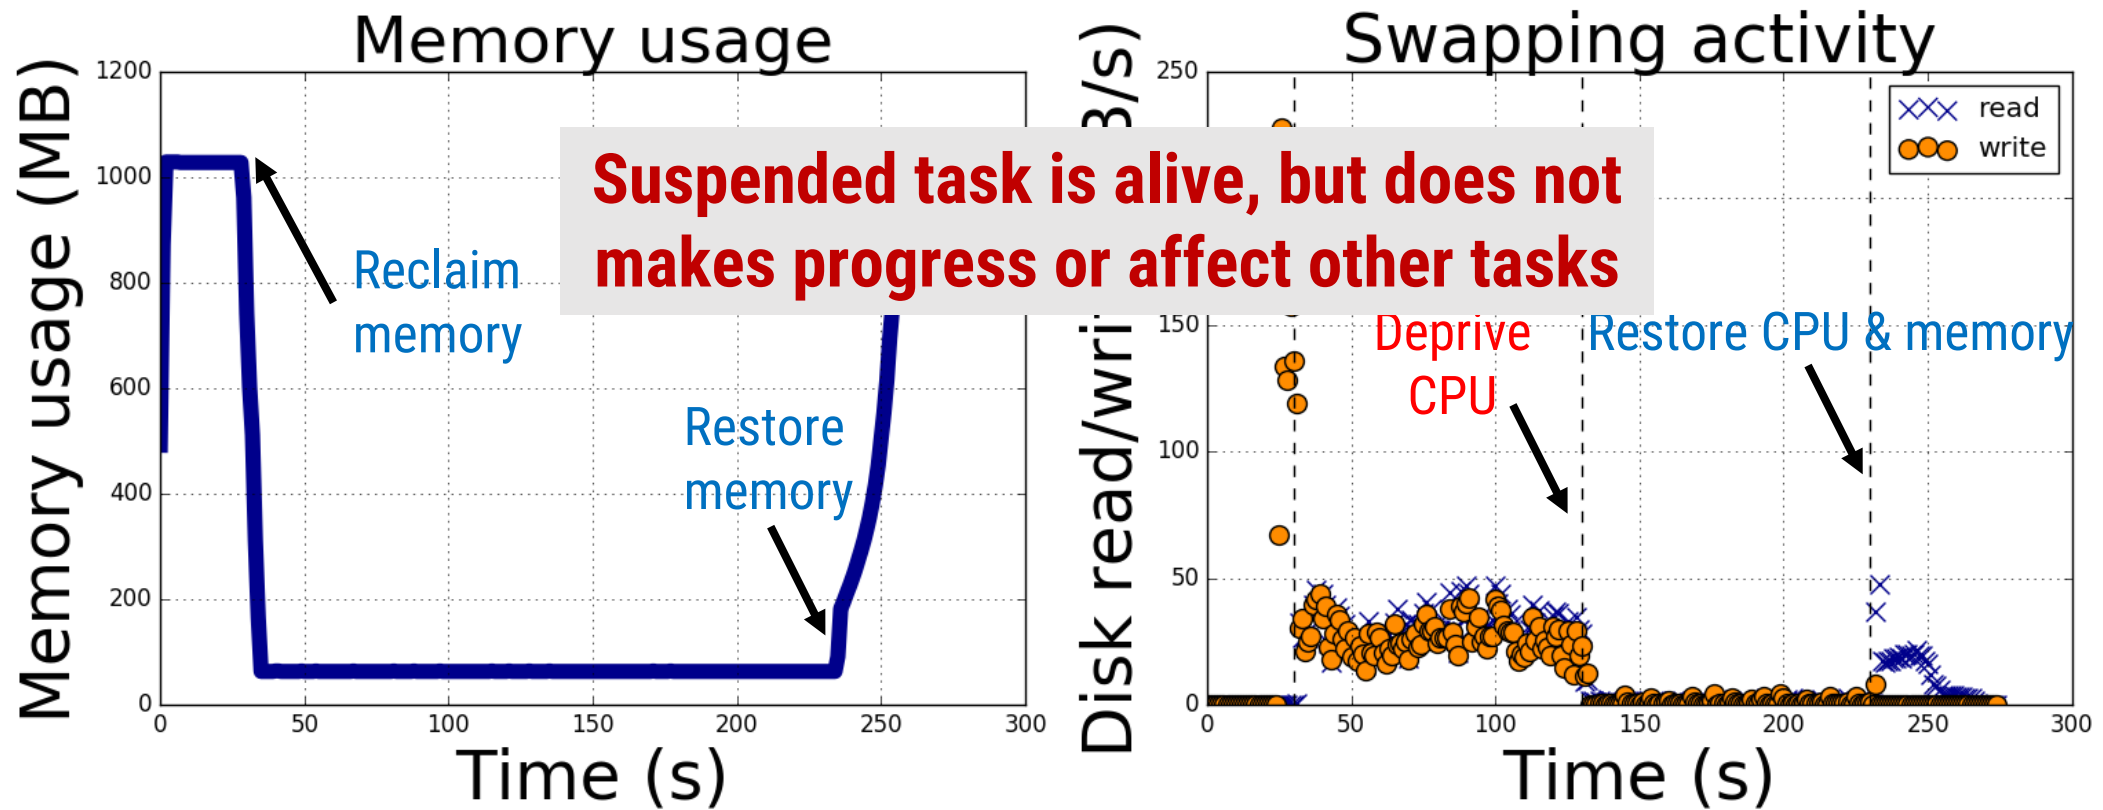 Memory usage
Memory usage (MB)
1200
1000
800
600
400
200
0
0 50 100 150 200 250 300
Time (s)
Reclaim
memory
Restore
memory
Suspended task is alive, but does not
makes progress or affect other tasks
Swapping activity
250
150
100
50
0
0 50 100 150 200 250 300
Time (s)
read
write
Deprive
CPU
Restore CPU & memory
Disk read/wri
B/s)